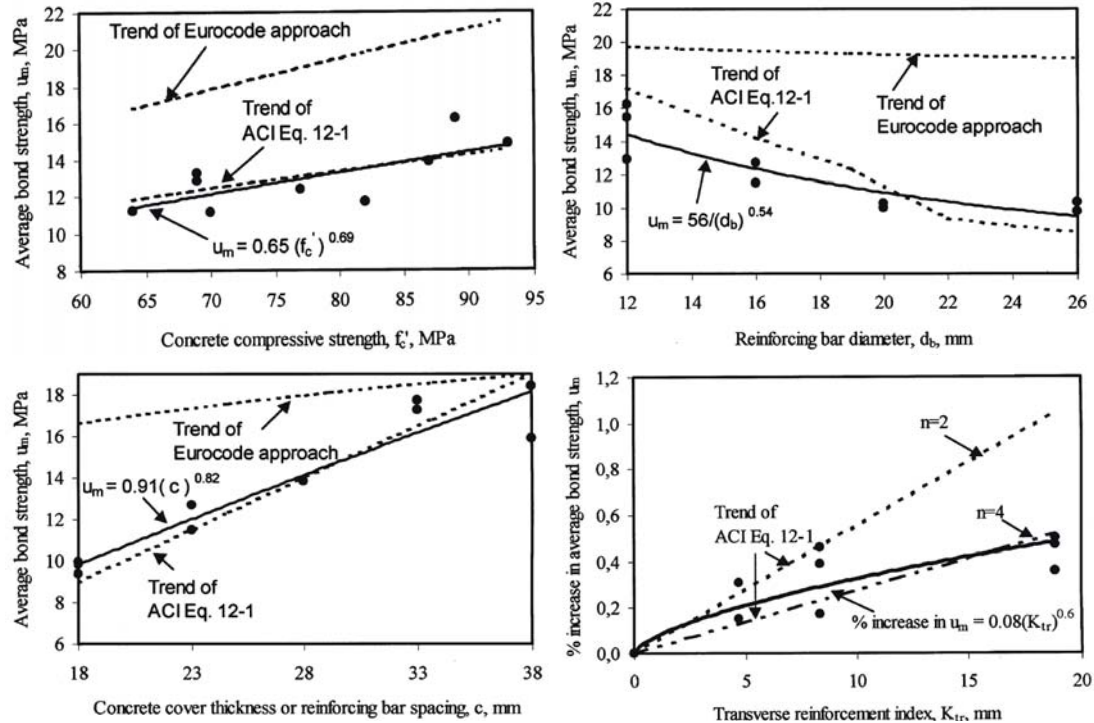 22
20
18
16
14
12
10
8
60 65 70 75 80 85 90 95
Average bond strength, uₘ, MPa
Concrete compressive strength, f_c', MPa
Trend of Eurocode approach
Trend of
ACI Eq. 12-1
uₘ = 0.65 (f_c')^0.69
22
20
18
16
14
12
10
8
6
12 14 16 18 20 22 24 26
Average bond strength, uₘ, MPa
Reinforcing bar diameter, d_b, mm
Trend of
ACI Eq.12-1
Trend of
Eurocode approach
uₘ = 56/(d_b)^0.54
18
16
14
12
10
8
6
18 23 28 33 38
Average bond strength, uₘ, MPa
Concrete cover thickness or reinforcing bar spacing, c, mm
Trend of
Eurocode approach
uₘ = 0.91( c )^0.82
Trend of
ACI Eq. 12-1
1,2
1,0
0,8
0,6
0,4
0,2
0,0
0 5 10 15 20
% increase in average bond strength, uₘ
Transverse reinforcement index, K_tr, mm
n=2
n=4
Trend of
ACI Eq. 12-1
% increase in uₘ = 0.08(K_tr)^0.6